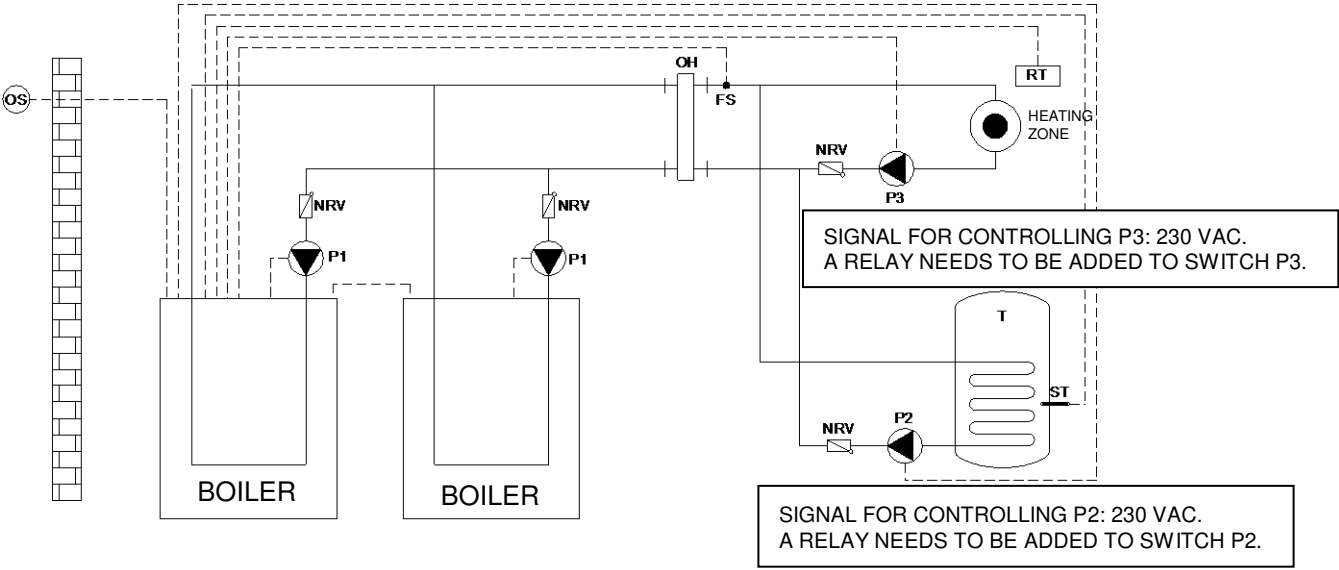 OH
RT
OS
FS
HEATING
ZONE
NRV
P3
NRV
NRV
P1
P1
SIGNAL FOR CONTROLLING P3: 230 VAC.
A RELAY NEEDS TO BE ADDED TO SWITCH P3.
T
ST
P2
NRV
BOILER
BOILER
SIGNAL FOR CONTROLLING P2: 230 VAC.
A RELAY NEEDS TO BE ADDED TO SWITCH P2.